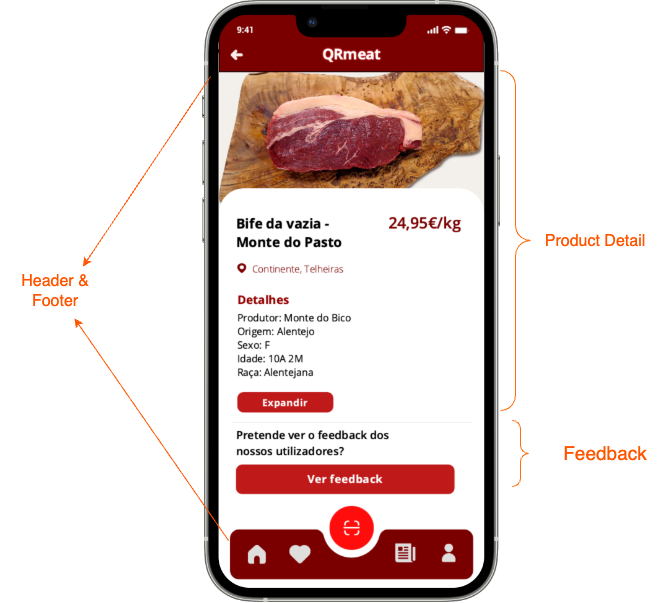 9:41
QRmeat
Bife da vazia -
Monte do Pasto
24,95€/kg
Continente, Telheiras
Detalhes
Produtor: Monte do Bico
Origem: Alentejo
Sexo: F
Idade: 10A 2M
Raça: Alentejana
Expandir
Pretende ver o feedback dos
nossos utilizadores?
Ver feedback
Header &
Footer
Product Detail
Feedback